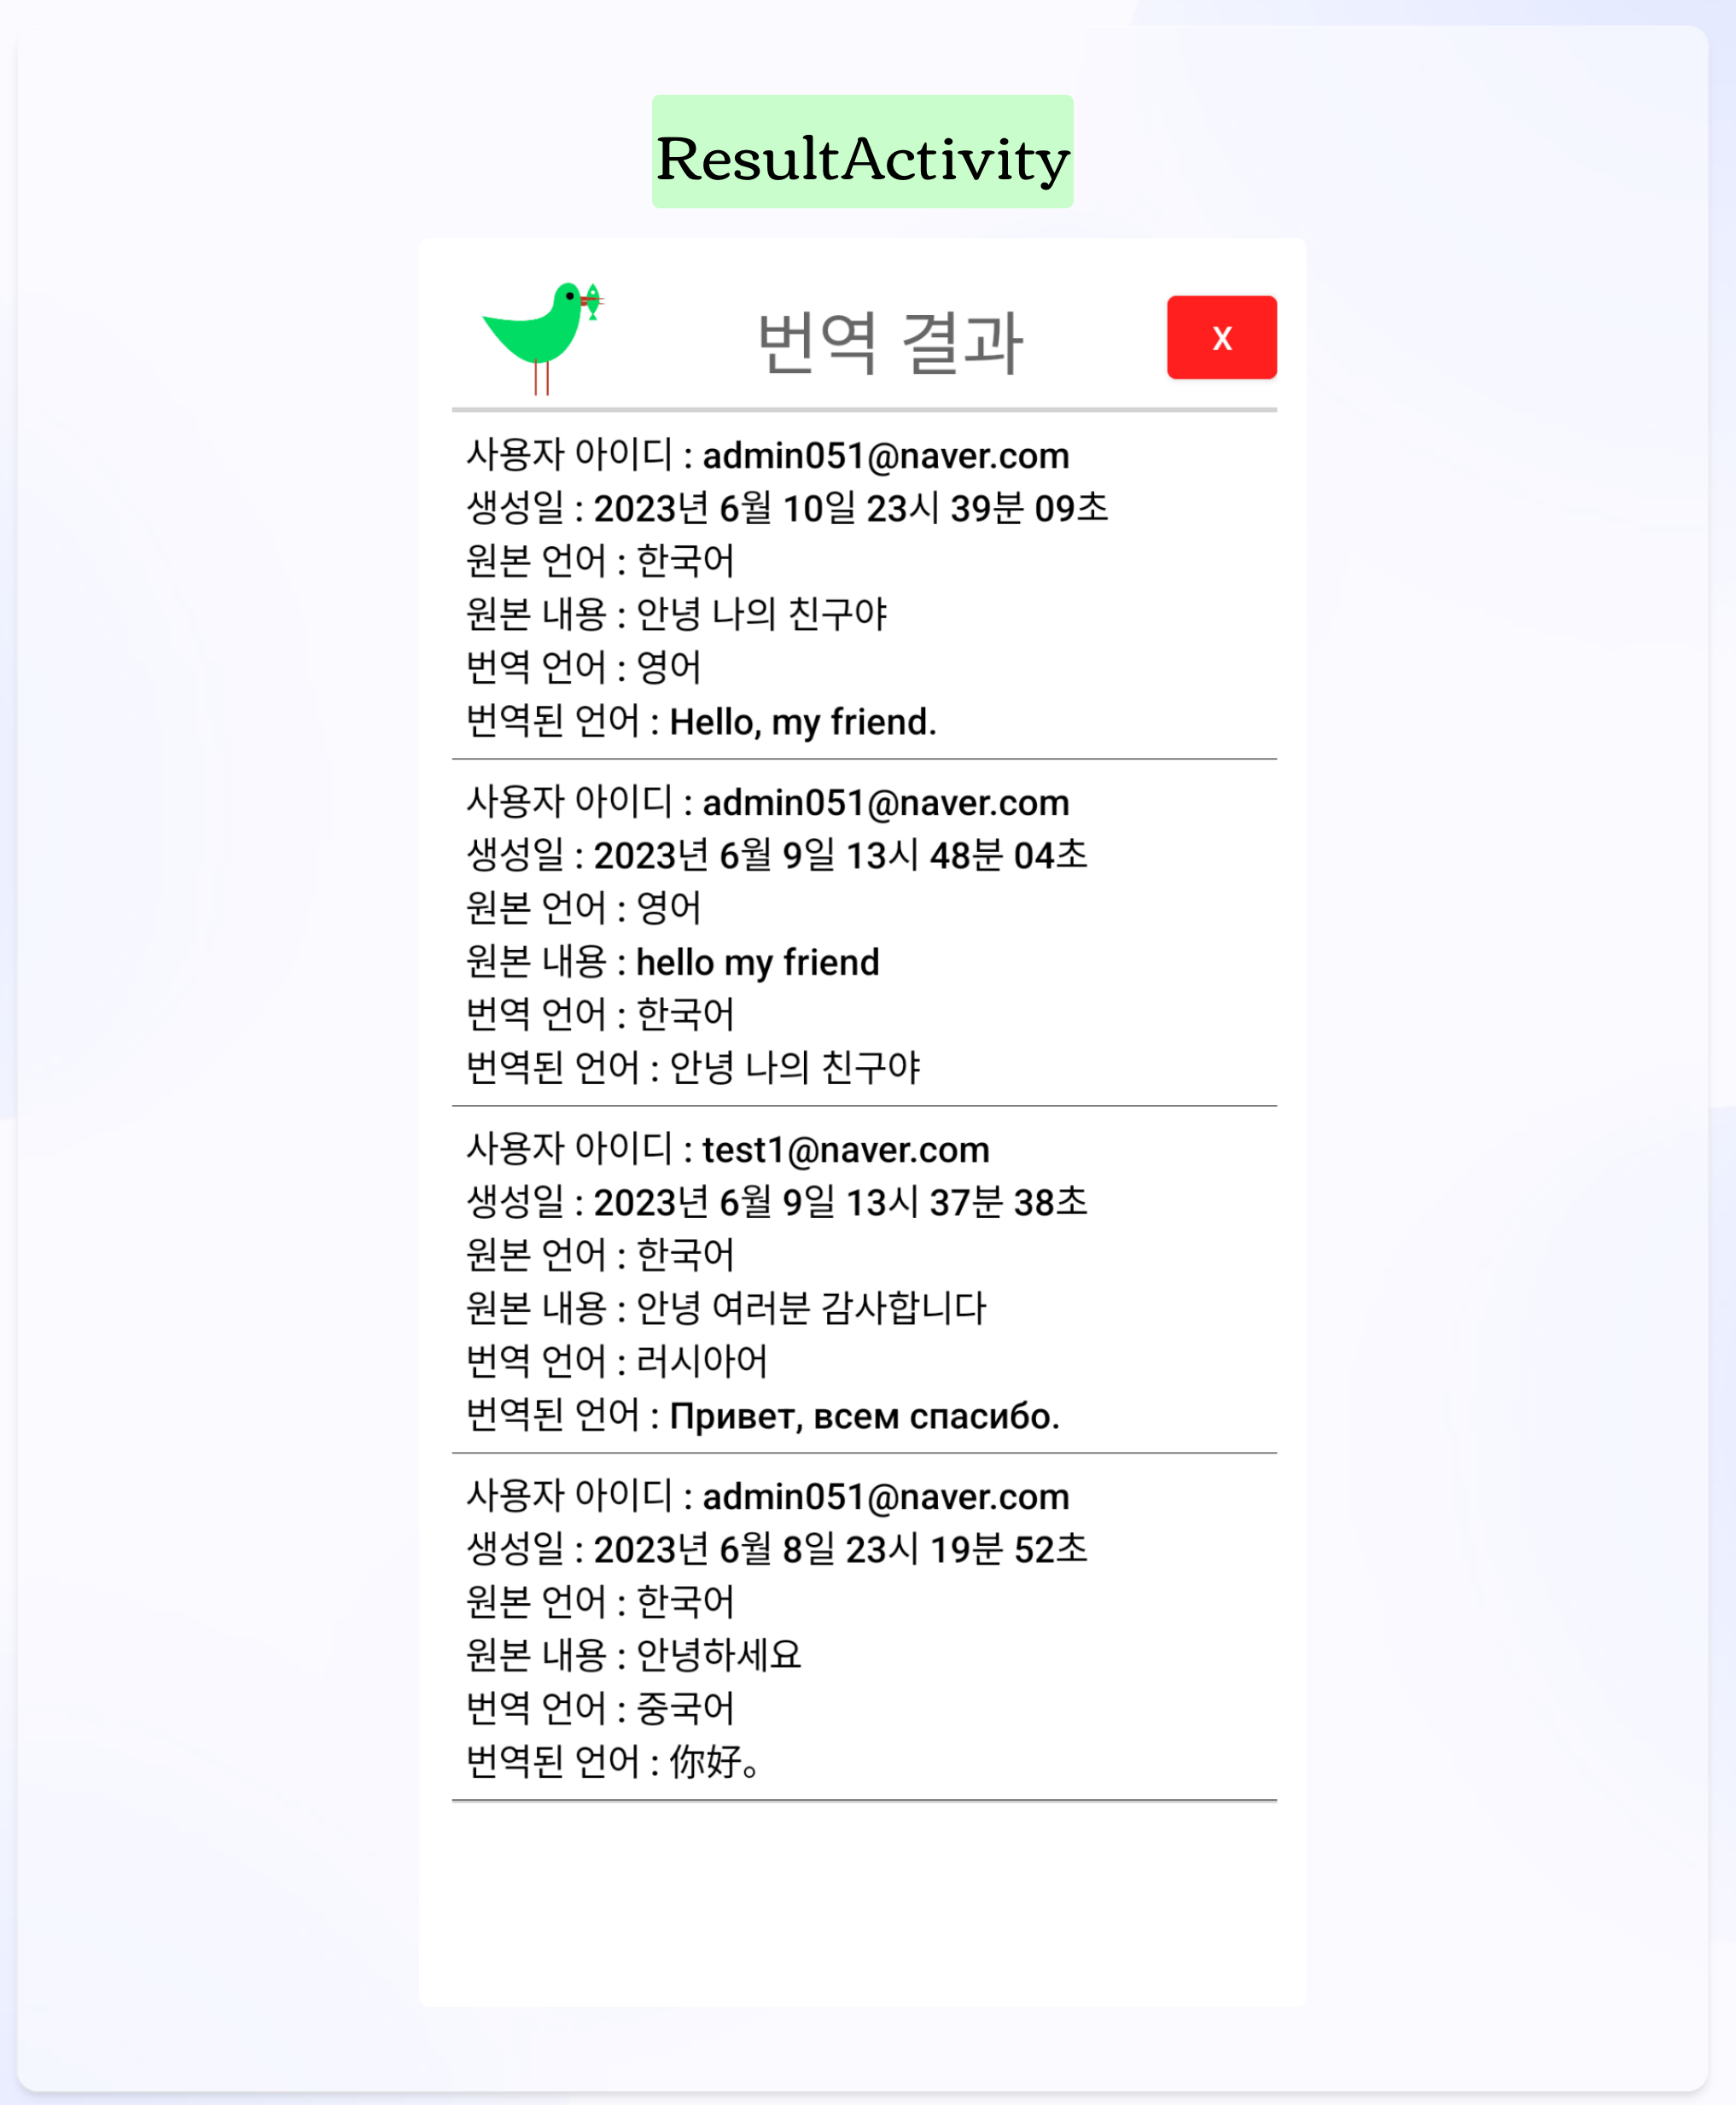 ResultActivity
번역 결과
X
사용자 아이디 : admin051@naver.com
생성일 : 2023년 6월 10일 23시 39분 09초
원본 언어 : 한국어
원본 내용 : 안녕 나의 친구야
번역 언어 : 영어
번역된 언어 : Hello, my friend.
사용자 아이디 : admin051@naver.com
생성일 : 2023년 6월 9일 13시 48분 04초
원본 언어 : 영어
원본 내용 : hello my friend
번역 언어 : 한국어
번역된 언어 : 안녕 나의 친구야
사용자 아이디 : test1@naver.com
생성일 : 2023년 6월 9일 13시 37분 38초
원본 언어 : 한국어
원본 내용 : 안녕 여러분 감사합니다
번역 언어 : 러시아어
번역된 언어 : Привет, всем спасибо.
사용자 아이디 : admin051@naver.com
생성일 : 2023년 6월 8일 23시 19분 52초
원본 언어 : 한국어
원본 내용 : 안녕하세요
번역 언어 : 중국어
번역된 언어 : 你好。